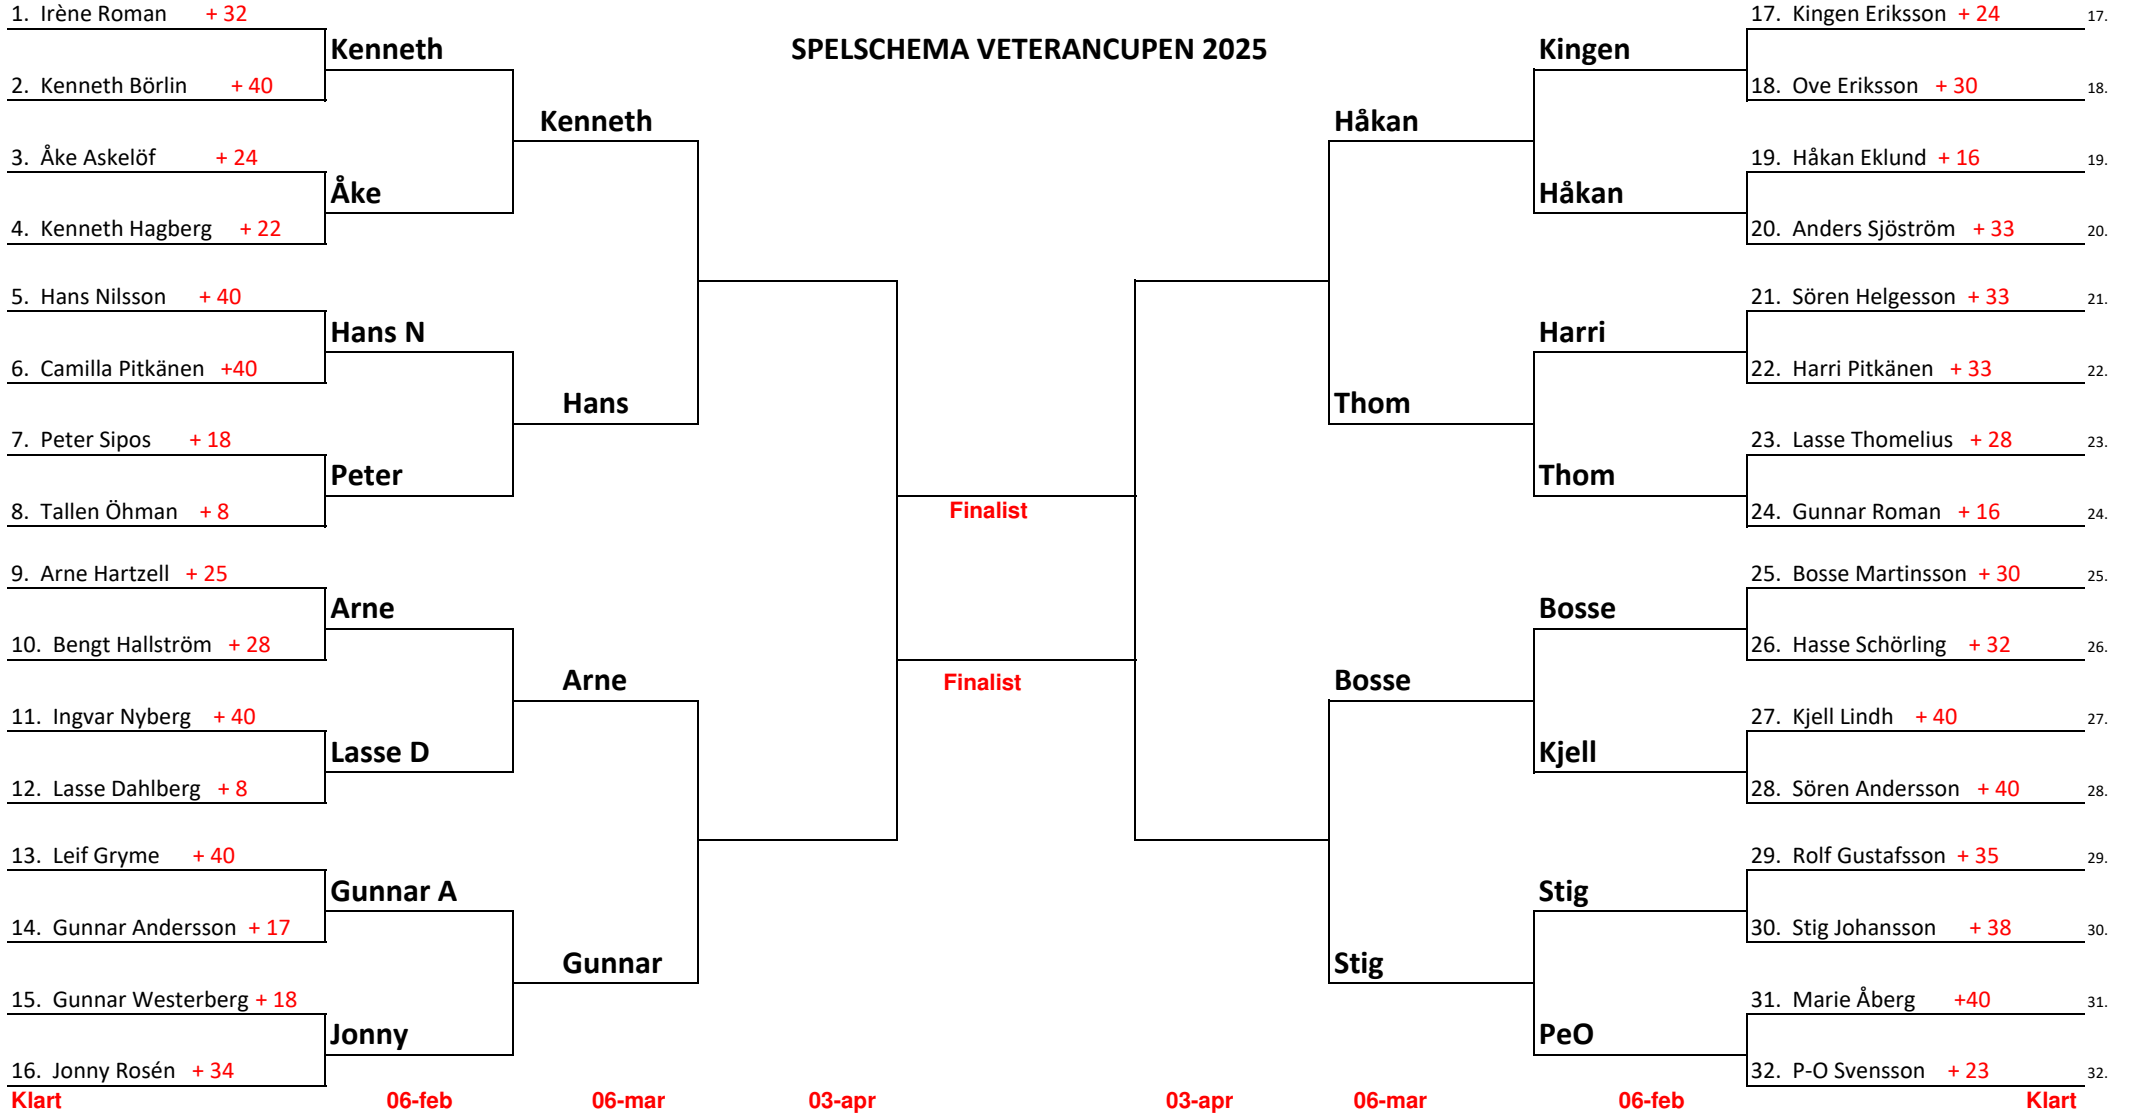 SPELSCHEMA VETERANCUPEN 2025
1. Irène Roman + 32
2. Kenneth Börlin + 40
3. Åke Askelöf + 24
4. Kenneth Hagberg + 22
5. Hans Nilsson + 40
6. Camilla Pitkänen +40
7. Peter Sipos + 18
8. Tallen Öhman + 8
9. Arne Hartzell + 25
10. Bengt Hallström + 28
11. Ingvar Nyberg + 40
12. Lasse Dahlberg + 8
13. Leif Gryme + 40
14. Gunnar Andersson + 17
15. Gunnar Westerberg + 18
16. Jonny Rosén + 34
Kenneth
Åke
Hans N
Peter
Arne
Lasse D
Gunnar A
Jonny
Kenneth
Hans
Arne
Gunnar
Finalist
Finalist
Håkan
Thom
Bosse
Stig
Kingen
Håkan
Harri
Thom
Bosse
Kjell
Stig
PeO
17. Kingen Eriksson + 24 17.
18. Ove Eriksson + 30 18.
19. Håkan Eklund + 16 19.
20. Anders Sjöström + 33 20.
21. Sören Helgesson + 33 21.
22. Harri Pitkänen + 33 22.
23. Lasse Thomelius + 28 23.
24. Gunnar Roman + 16 24.
25. Bosse Martinsson + 30 25.
26. Hasse Schörling + 32 26.
27. Kjell Lindh + 40 27.
28. Sören Andersson + 40 28.
29. Rolf Gustafsson + 35 29.
30. Stig Johansson + 38 30.
31. Marie Åberg +40 31.
32. P-O Svensson + 23 32.
Klart 06-feb 06-mar 03-apr 03-apr 06-mar 06-feb Klart